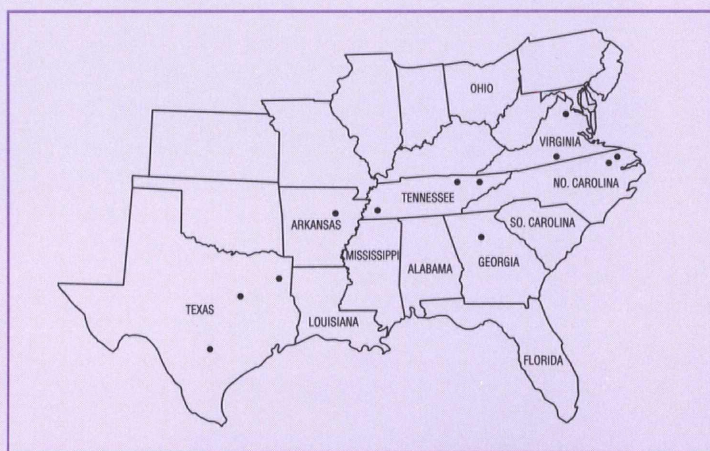 OHIO
VIRGINIA
NO. CAROLINA
TENNESSEE
ARKANSAS
SO. CAROLINA
MISSISSIPPI
ALABAMA
GEORGIA
TEXAS
LOUISIANA
FLORIDA